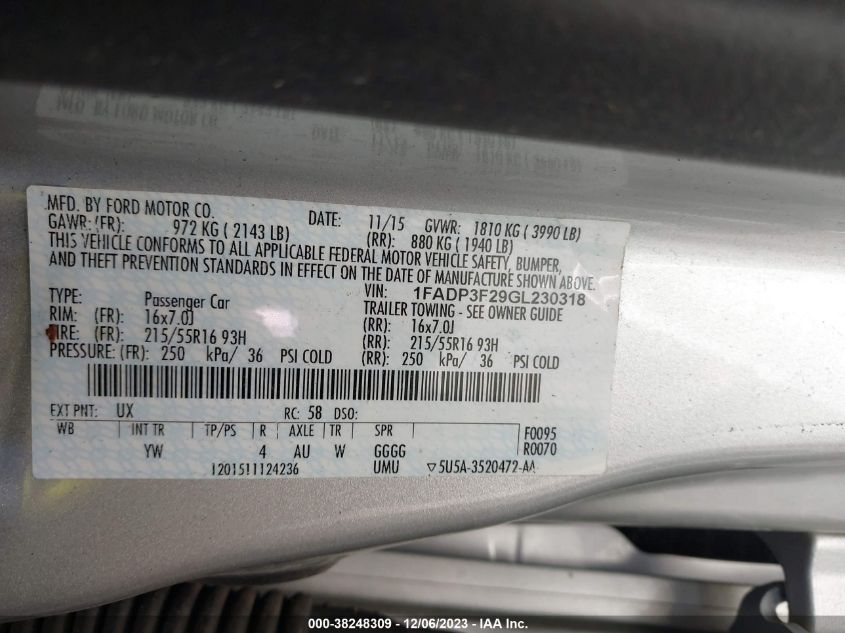 MFD. BY FORD MOTOR CO.
DATE: 11/15 GVWR: 1810 KG ( 3990 LB)
GAWR: (FR): 972 KG ( 2143 LB) (RR): 880 KG ( 1940 LB)
THIS VEHICLE CONFORMS TO ALL APPLICABLE FEDERAL MOTOR VEHICLE SAFETY, BUMPER,
AND THEFT PREVENTION STANDARDS IN EFFECT ON THE DATE OF MANUFACTURE SHOWN ABOVE.
VIN: 1FADP3F29GL230318
TYPE: Passenger Car TRAILER TOWING - SEE OWNER GUIDE
RIM: (FR): 16x7.0J (RR): 16x7.0J
TIRE: (FR): 215/55R16 93H (RR): 215/55R16 93H
PRESSURE: (FR): 250 kPa/ 36 PSI COLD (RR): 250 kPa/ 36 PSI COLD
EXT PNT: UX RC: 58 DSO:
WB INT TR TP/PS R AXLE TR SPR F0095
YW 4 AU W GGGG R0070
1201511124236 UMU ▽5U5A-3520472-AA
000-38248309 - 12/06/2023 - IAA Inc.